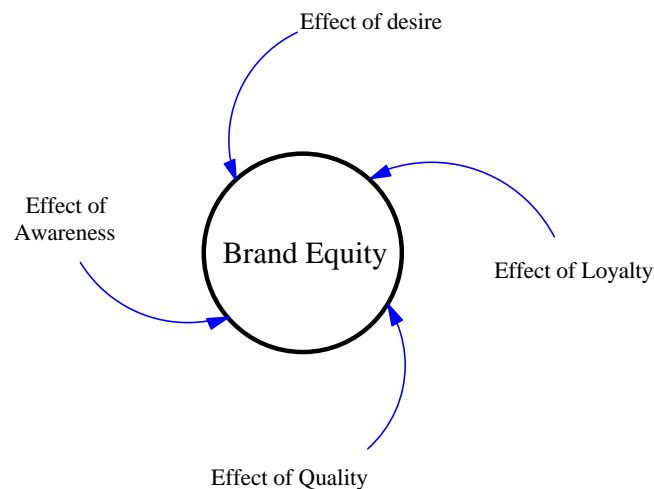 Effect of desire
Effect of
Awareness
Brand Equity
Effect of Loyalty
Effect of Quality